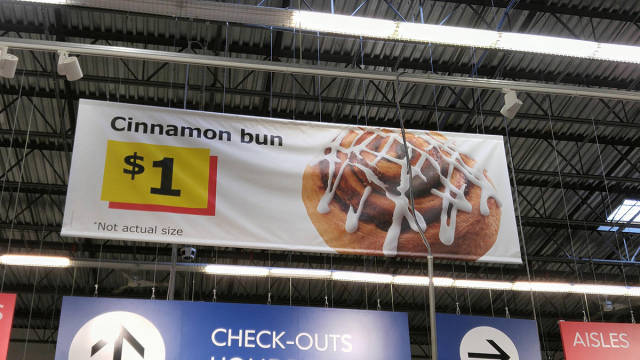 Cinnamon bun
$1
*Not actual size
CHECK-OUTS
AISLES